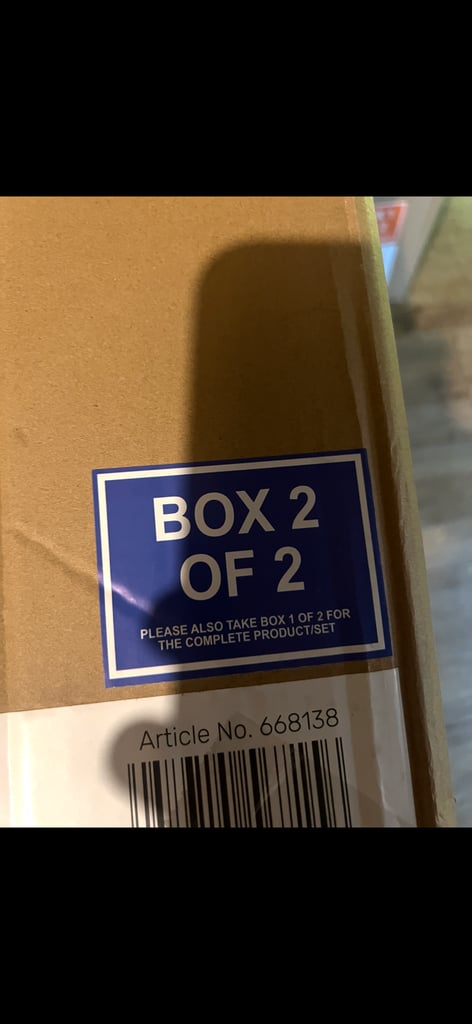 BOX 2
OF 2
PLEASE ALSO TAKE BOX 1 OF 2 FOR
THE COMPLETE PRODUCT/SET
Article No. 668138